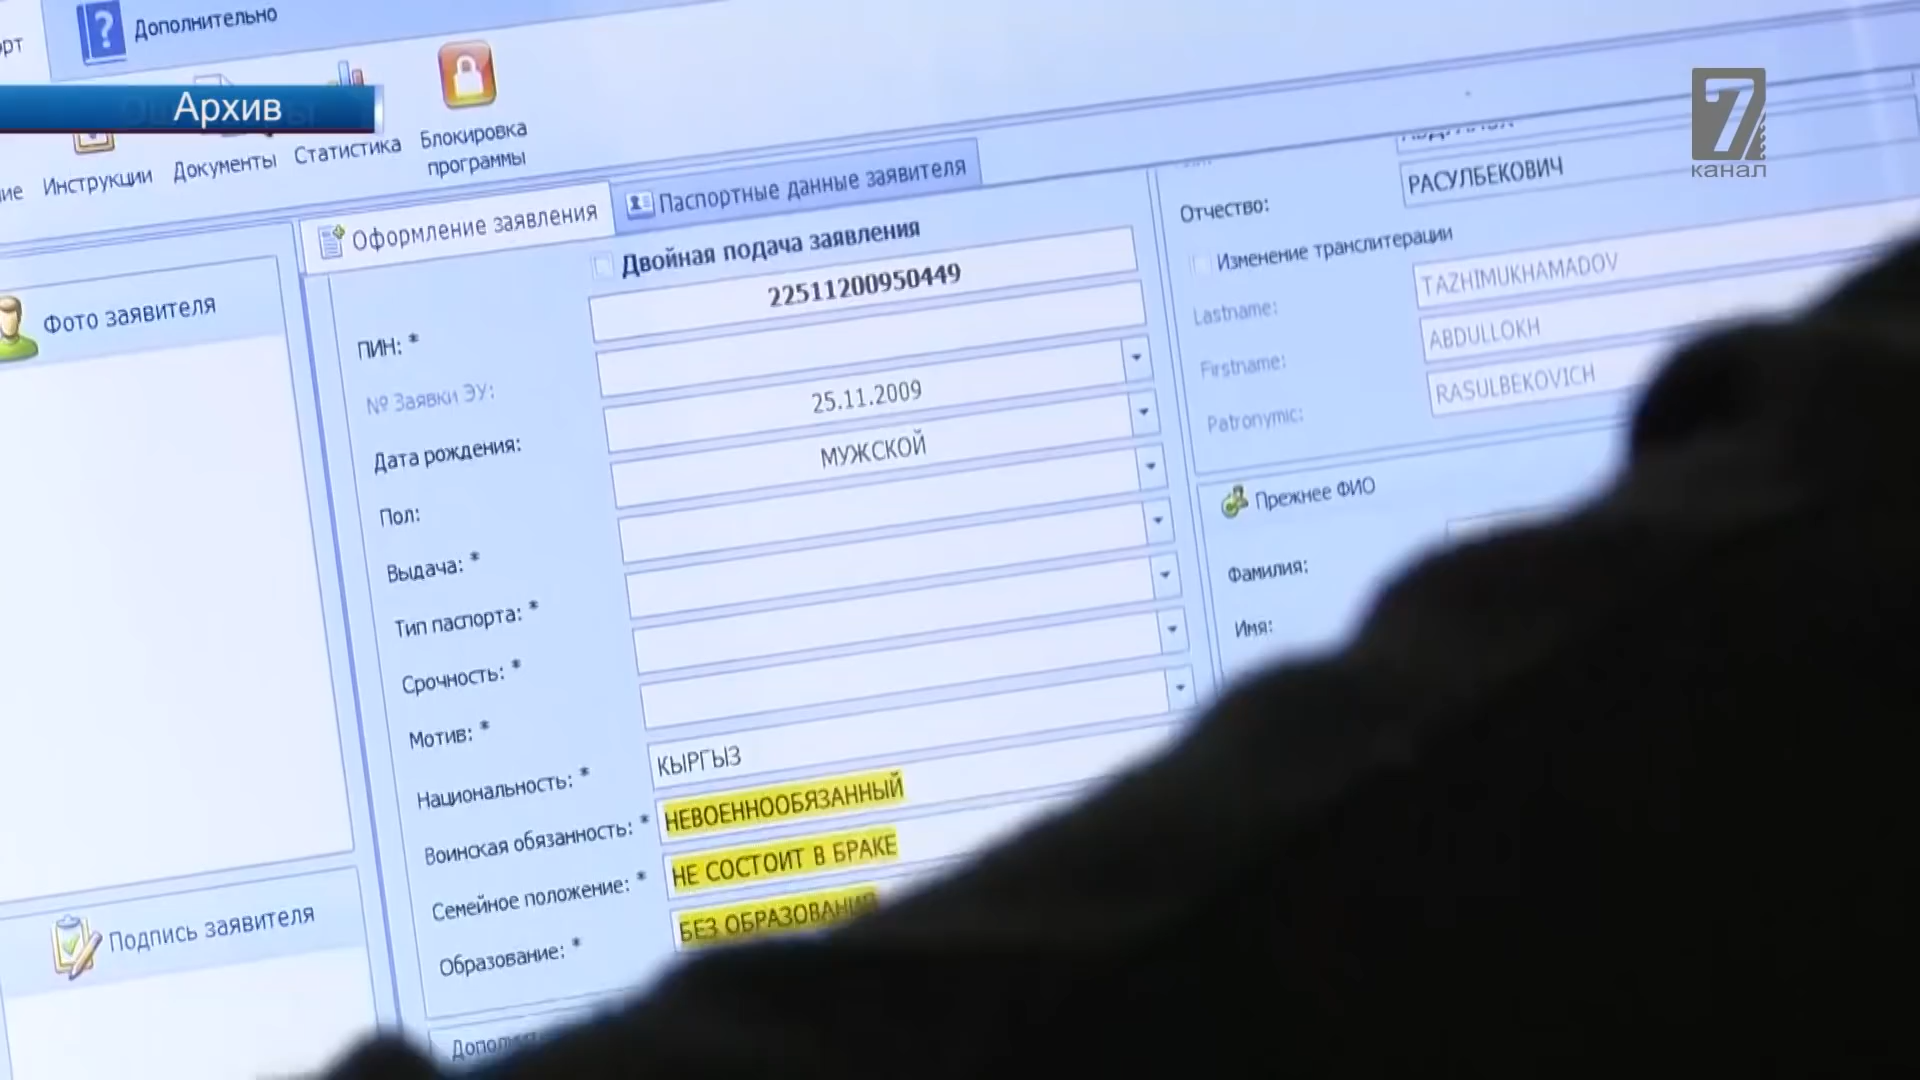 Дополнительно
Архив
Инструкции
Документы
Статистика
Блокировка
программы
7
канал
Оформление заявления
Паспортные данные заявителя
Фото заявителя
Двойная подача заявления
ПИН: *
22511200950449
№ Заявки ЭУ:
Дата рождения:
25.11.2009
Пол:
МУЖСКОЙ
Выдача: *
Тип паспорта: *
Срочность: *
Мотив: *
Национальность: *
КЫРГЫЗ
Воинская обязанность: *
НЕВОЕННООБЯЗАННЫЙ
Семейное положение: *
НЕ СОСТОИТ В БРАКЕ
Образование: *
БЕЗ ОБРАЗОВАНИЯ
Отчество:
РАСУЛБЕКОВИЧ
Изменение транслитерации
Lastname:
TAZHIMUKHAMADOV
Firstname:
ABDULLOKH
Patronymic:
RASULBEKOVICH
Прежнее ФИО
Фамилия:
Имя:
Подпись заявителя